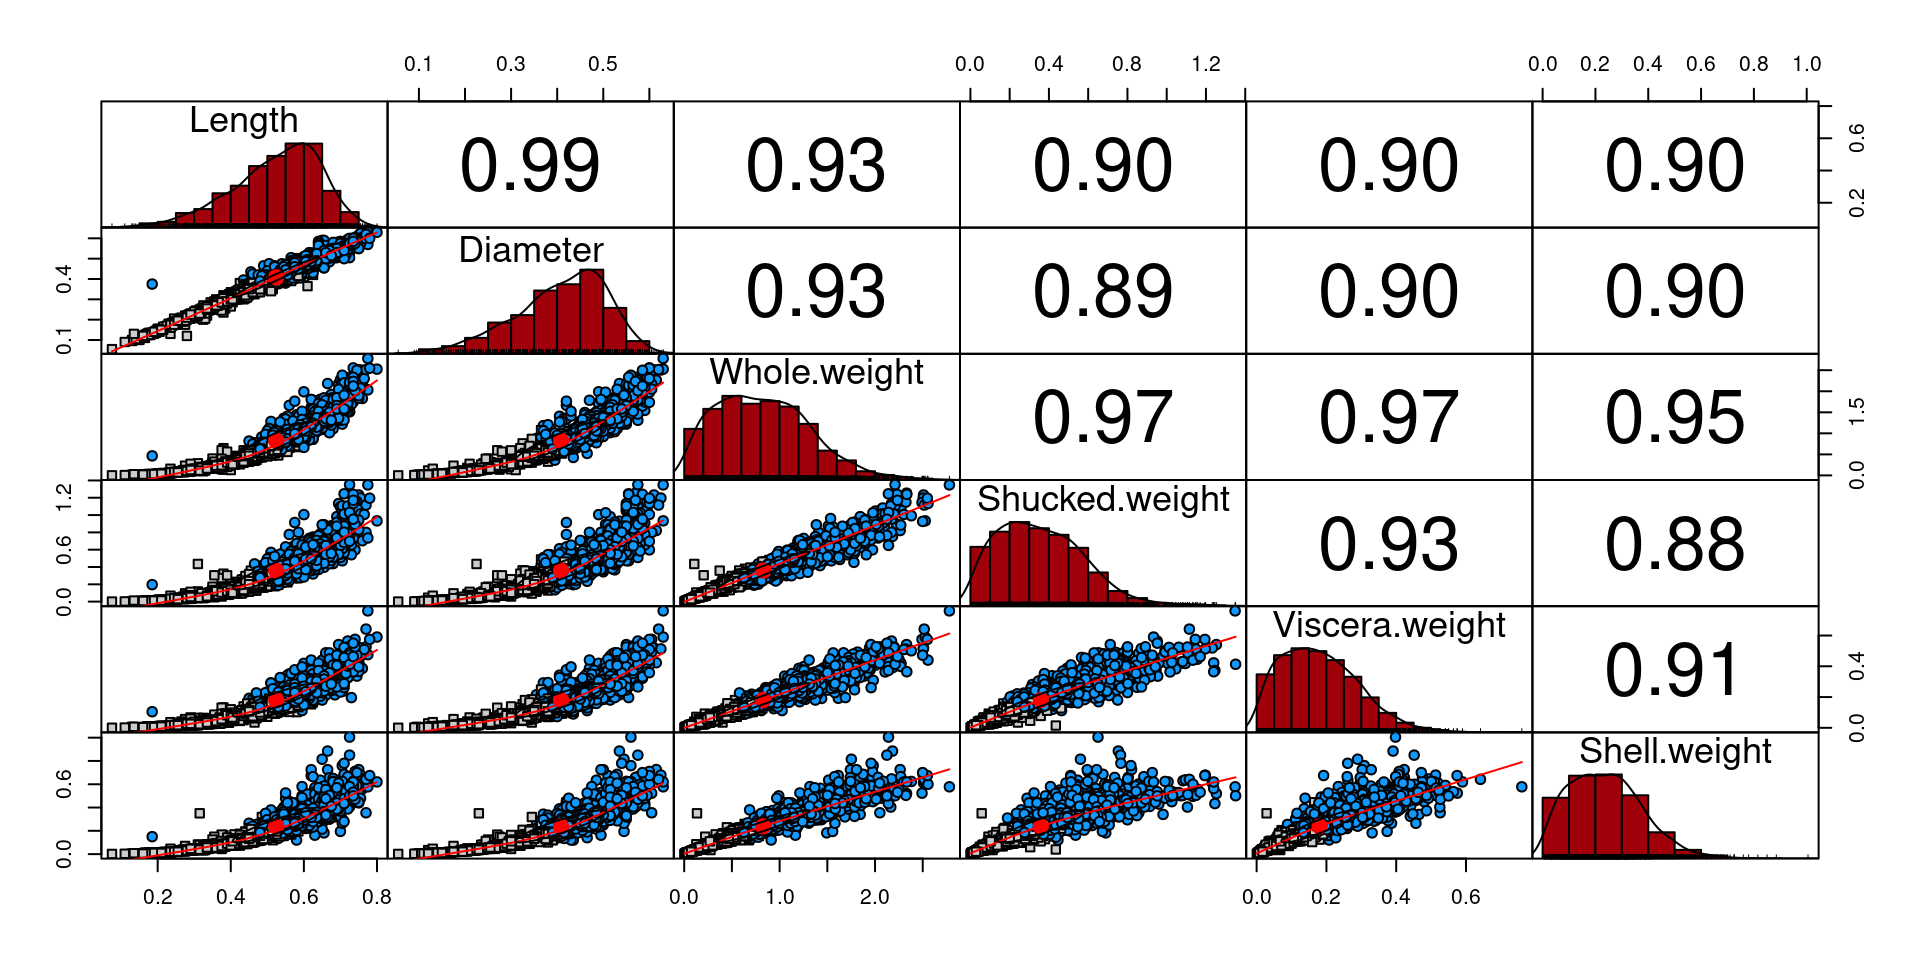 0.1 0.3 0.5 0.0 0.4 0.8 1.2 0.0 0.2 0.4 0.6 0.8 1.0
Length 0.99 0.93 0.90 0.90 0.90 0.2 0.6
0.1 0.4 Diameter 0.93 0.89 0.90 0.90
Whole.weight 0.97 0.97 0.95 0.0 1.5
0.0 0.6 1.2 Shucked.weight 0.93 0.88
Viscera.weight 0.91 0.0 0.4
0.0 0.6 Shell.weight
0.2 0.4 0.6 0.8 0.0 1.0 2.0 0.0 0.2 0.4 0.6